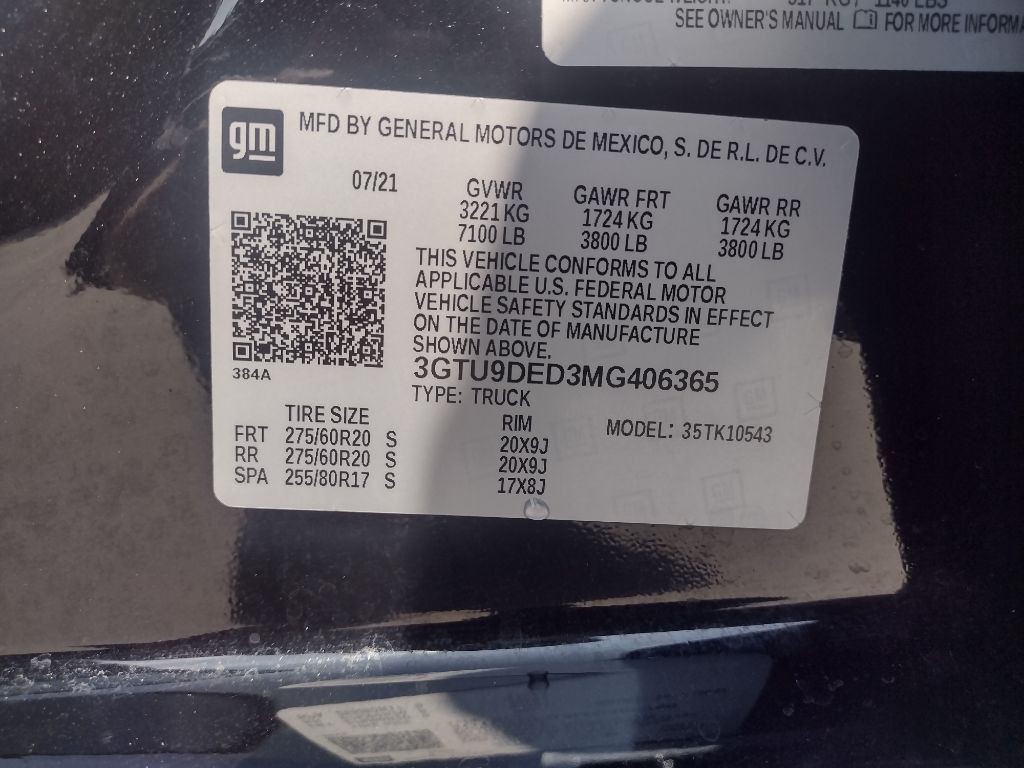 SEE OWNER'S MANUAL FOR MORE
gm
MFD BY GENERAL MOTORS DE MEXICO, S. DE R.L. DE C.V.
07/21
GVWR GAWR FRT GAWR RR
3221 KG 1724 KG 1724 KG
7100 LB 3800 LB 3800 LB
THIS VEHICLE CONFORMS TO ALL
APPLICABLE U.S. FEDERAL MOTOR
VEHICLE SAFETY STANDARDS IN EFFECT
ON THE DATE OF MANUFACTURE
SHOWN ABOVE.
384A
3GTU9DED3MG406365
TYPE: TRUCK
TIRE SIZE RIM MODEL: 35TK10543
FRT 275/60R20 S 20X9J
RR 275/60R20 S 20X9J
SPA 255/80R17 S 17X8J